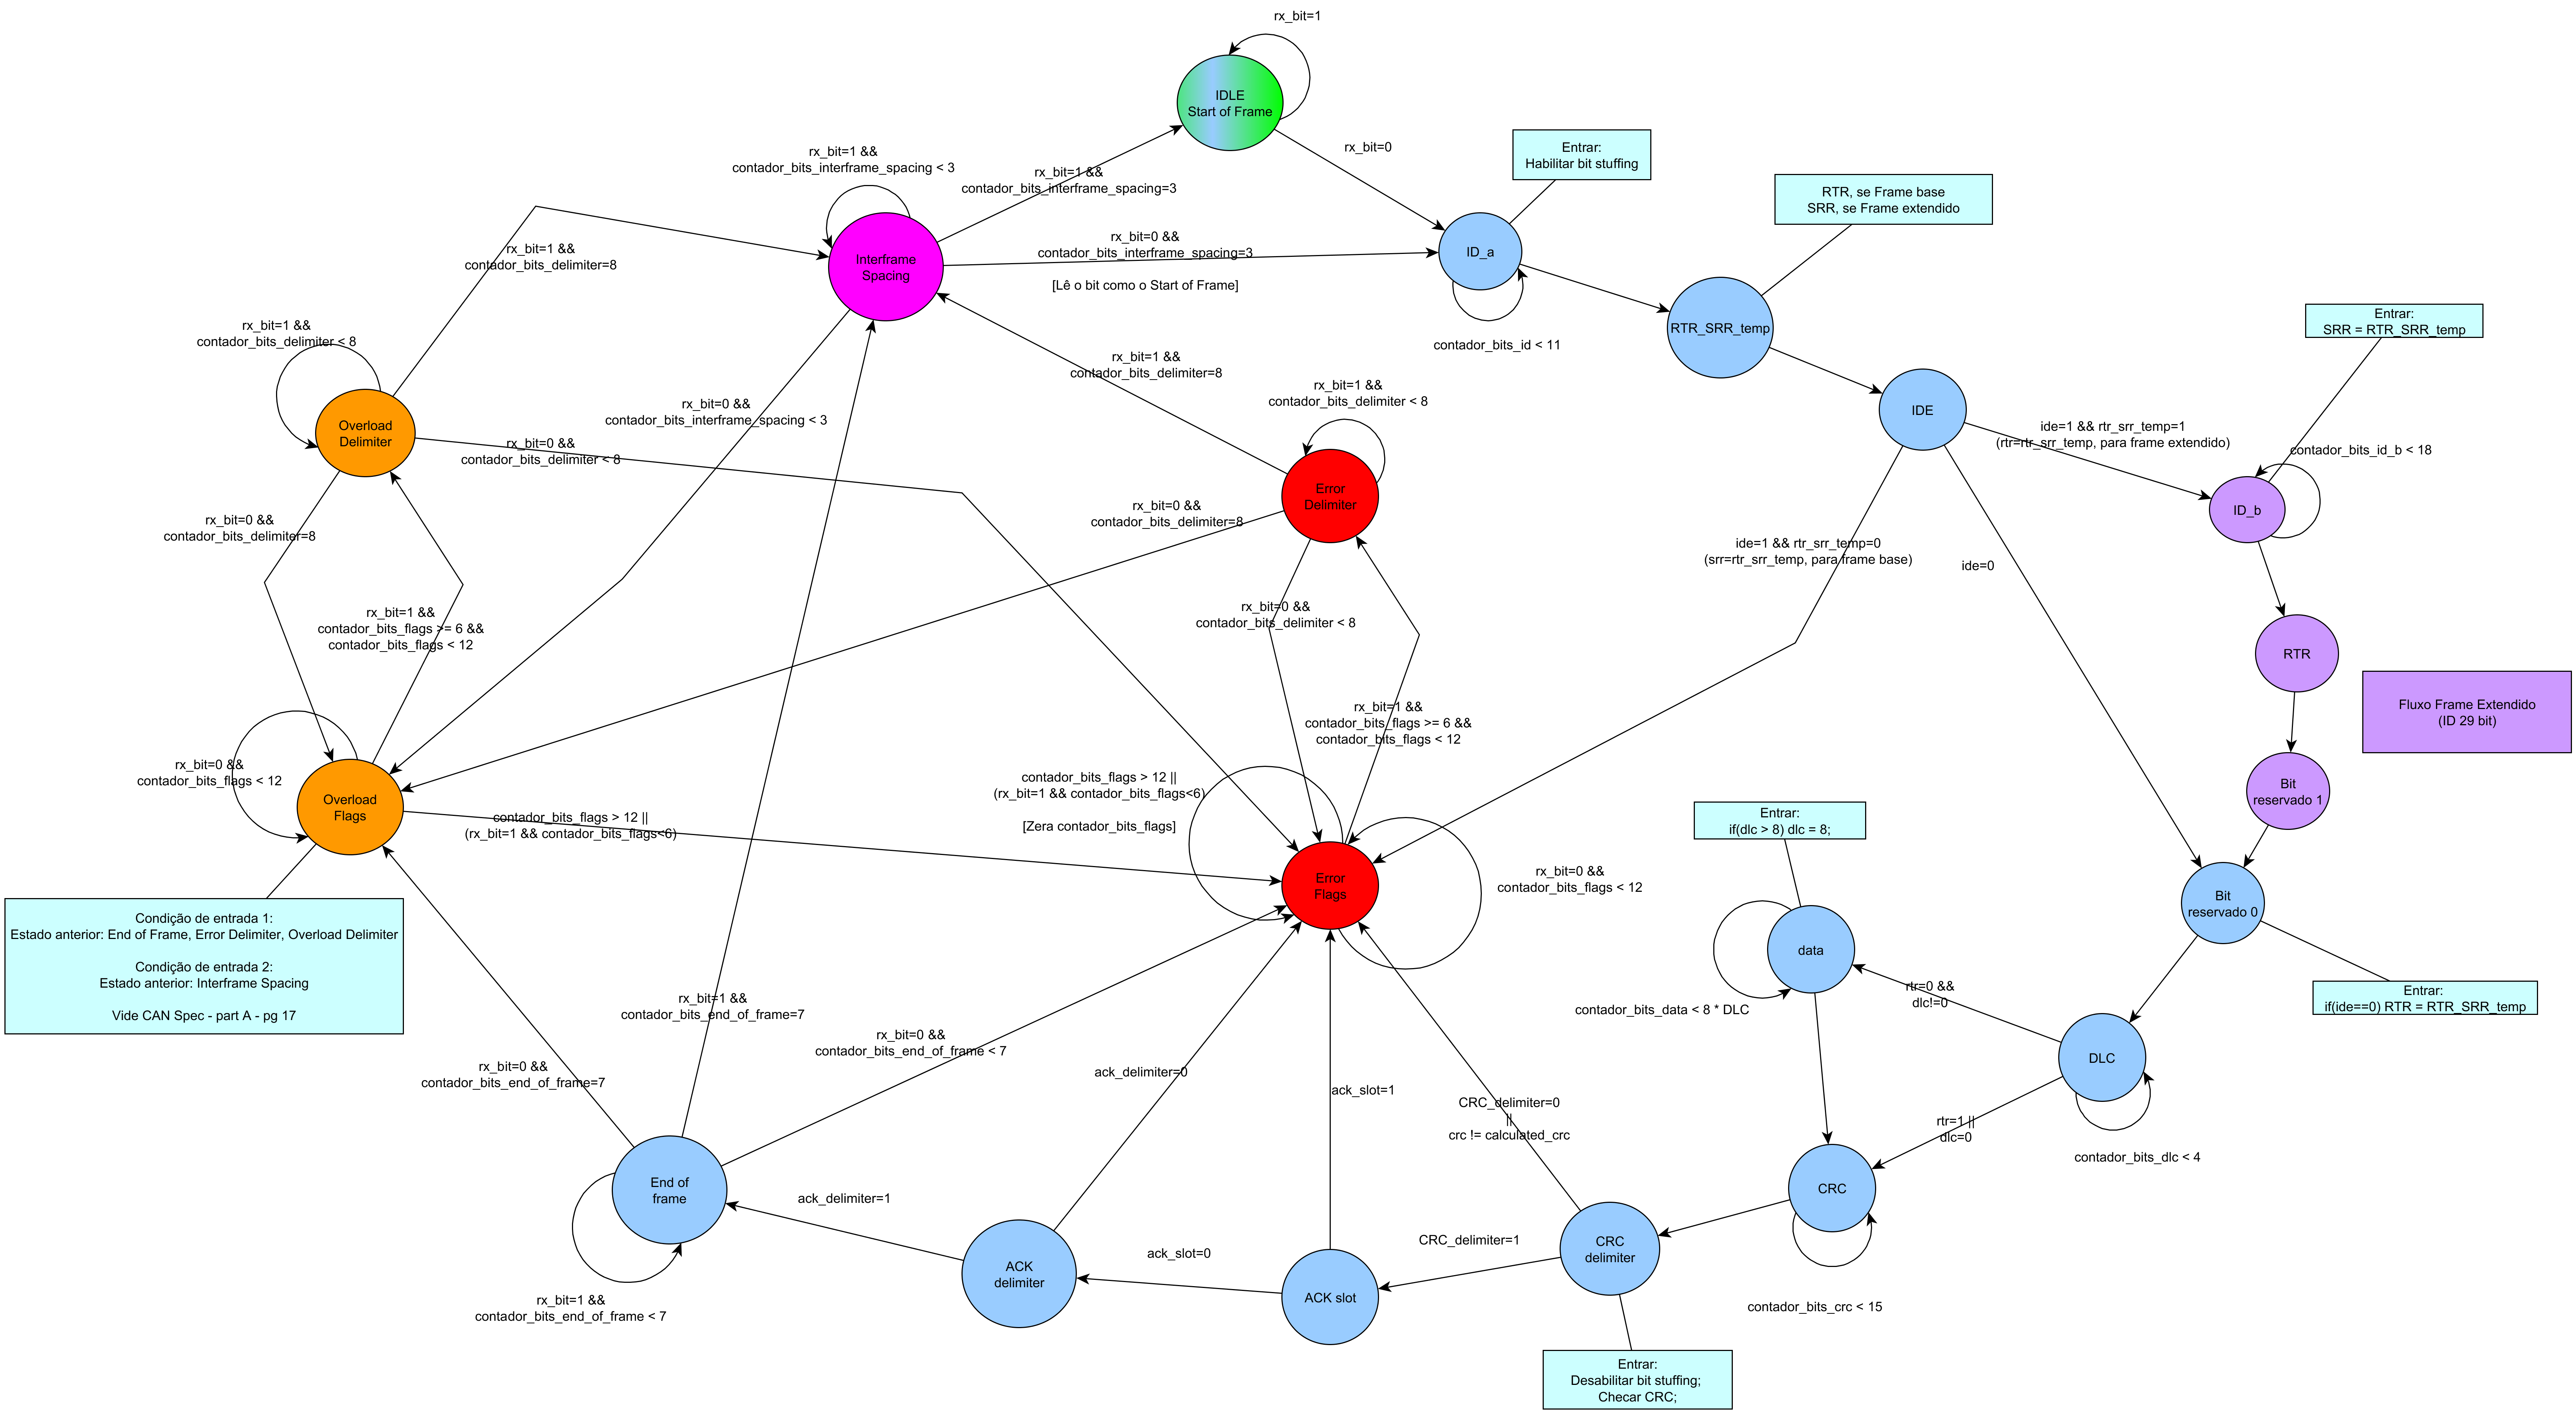 rx_bit=1
IDLE
Start of Frame
rx_bit=0
Entrar:
Habilitar bit stuffing
rx_bit=1 &&
contador_bits_interframe_spacing < 3
rx_bit=1 &&
contador_bits_interframe_spacing=3
RTR, se Frame base
SRR, se Frame extendido
Interframe
Spacing
rx_bit=0 &&
contador_bits_interframe_spacing=3
[Lê o bit como o Start of Frame]
ID_a
contador_bits_id < 11
RTR_SRR_temp
rx_bit=1 &&
contador_bits_delimiter=8
rx_bit=1 &&
contador_bits_delimiter < 8
Overload
Delimiter
rx_bit=0 &&
contador_bits_interframe_spacing < 3
rx_bit=0 &&
contador_bits_delimiter < 8
rx_bit=1 &&
contador_bits_delimiter=8
rx_bit=1 &&
contador_bits_delimiter < 8
Error
Delimiter
rx_bit=0 &&
contador_bits_delimiter=8
Entrar:
SRR = RTR_SRR_temp
IDE
ide=1 && rtr_srr_temp=1
(rtr=rtr_srr_temp, para frame extendido)
contador_bits_id_b < 18
ID_b
ide=1 && rtr_srr_temp=0
(srr=rtr_srr_temp, para frame base)
ide=0
rx_bit=0 &&
contador_bits_delimiter=8
rx_bit=1 &&
contador_bits_flags >= 6 &&
contador_bits_flags < 12
rx_bit=0 &&
contador_bits_delimiter < 8
RTR
Fluxo Frame Extendido
(ID 29 bit)
rx_bit=1 &&
contador_bits_flags >= 6 &&
contador_bits_flags < 12
rx_bit=0 &&
contador_bits_flags < 12
Overload
Flags
contador_bits_flags > 12 ||
(rx_bit=1 && contador_bits_flags<6)
contador_bits_flags > 12 ||
(rx_bit=1 && contador_bits_flags<6)
[Zera contador_bits_flags]
Error
Flags
rx_bit=0 &&
contador_bits_flags < 12
Bit
reservado 1
Entrar:
if(dlc > 8) dlc = 8;
Bit
reservado 0
Condição de entrada 1:
Estado anterior: End of Frame, Error Delimiter, Overload Delimiter
Condição de entrada 2:
Estado anterior: Interframe Spacing
Vide CAN Spec - part A - pg 17
data
contador_bits_data < 8 * DLC
rtr=0 &&
dlc!=0
Entrar:
if(ide==0) RTR = RTR_SRR_temp
DLC
contador_bits_dlc < 4
rtr=1 ||
dlc=0
rx_bit=1 &&
contador_bits_end_of_frame=7
rx_bit=0 &&
contador_bits_end_of_frame < 7
rx_bit=0 &&
contador_bits_end_of_frame=7
ack_delimiter=0
ack_slot=1
CRC_delimiter=0
||
crc != calculated_crc
End of
frame
ack_delimiter=1
CRC
CRC
delimiter
CRC_delimiter=1
ack_slot=0
ACK
delimiter
ACK slot
contador_bits_crc < 15
rx_bit=1 &&
contador_bits_end_of_frame < 7
Entrar:
Desabilitar bit stuffing;
Checar CRC;